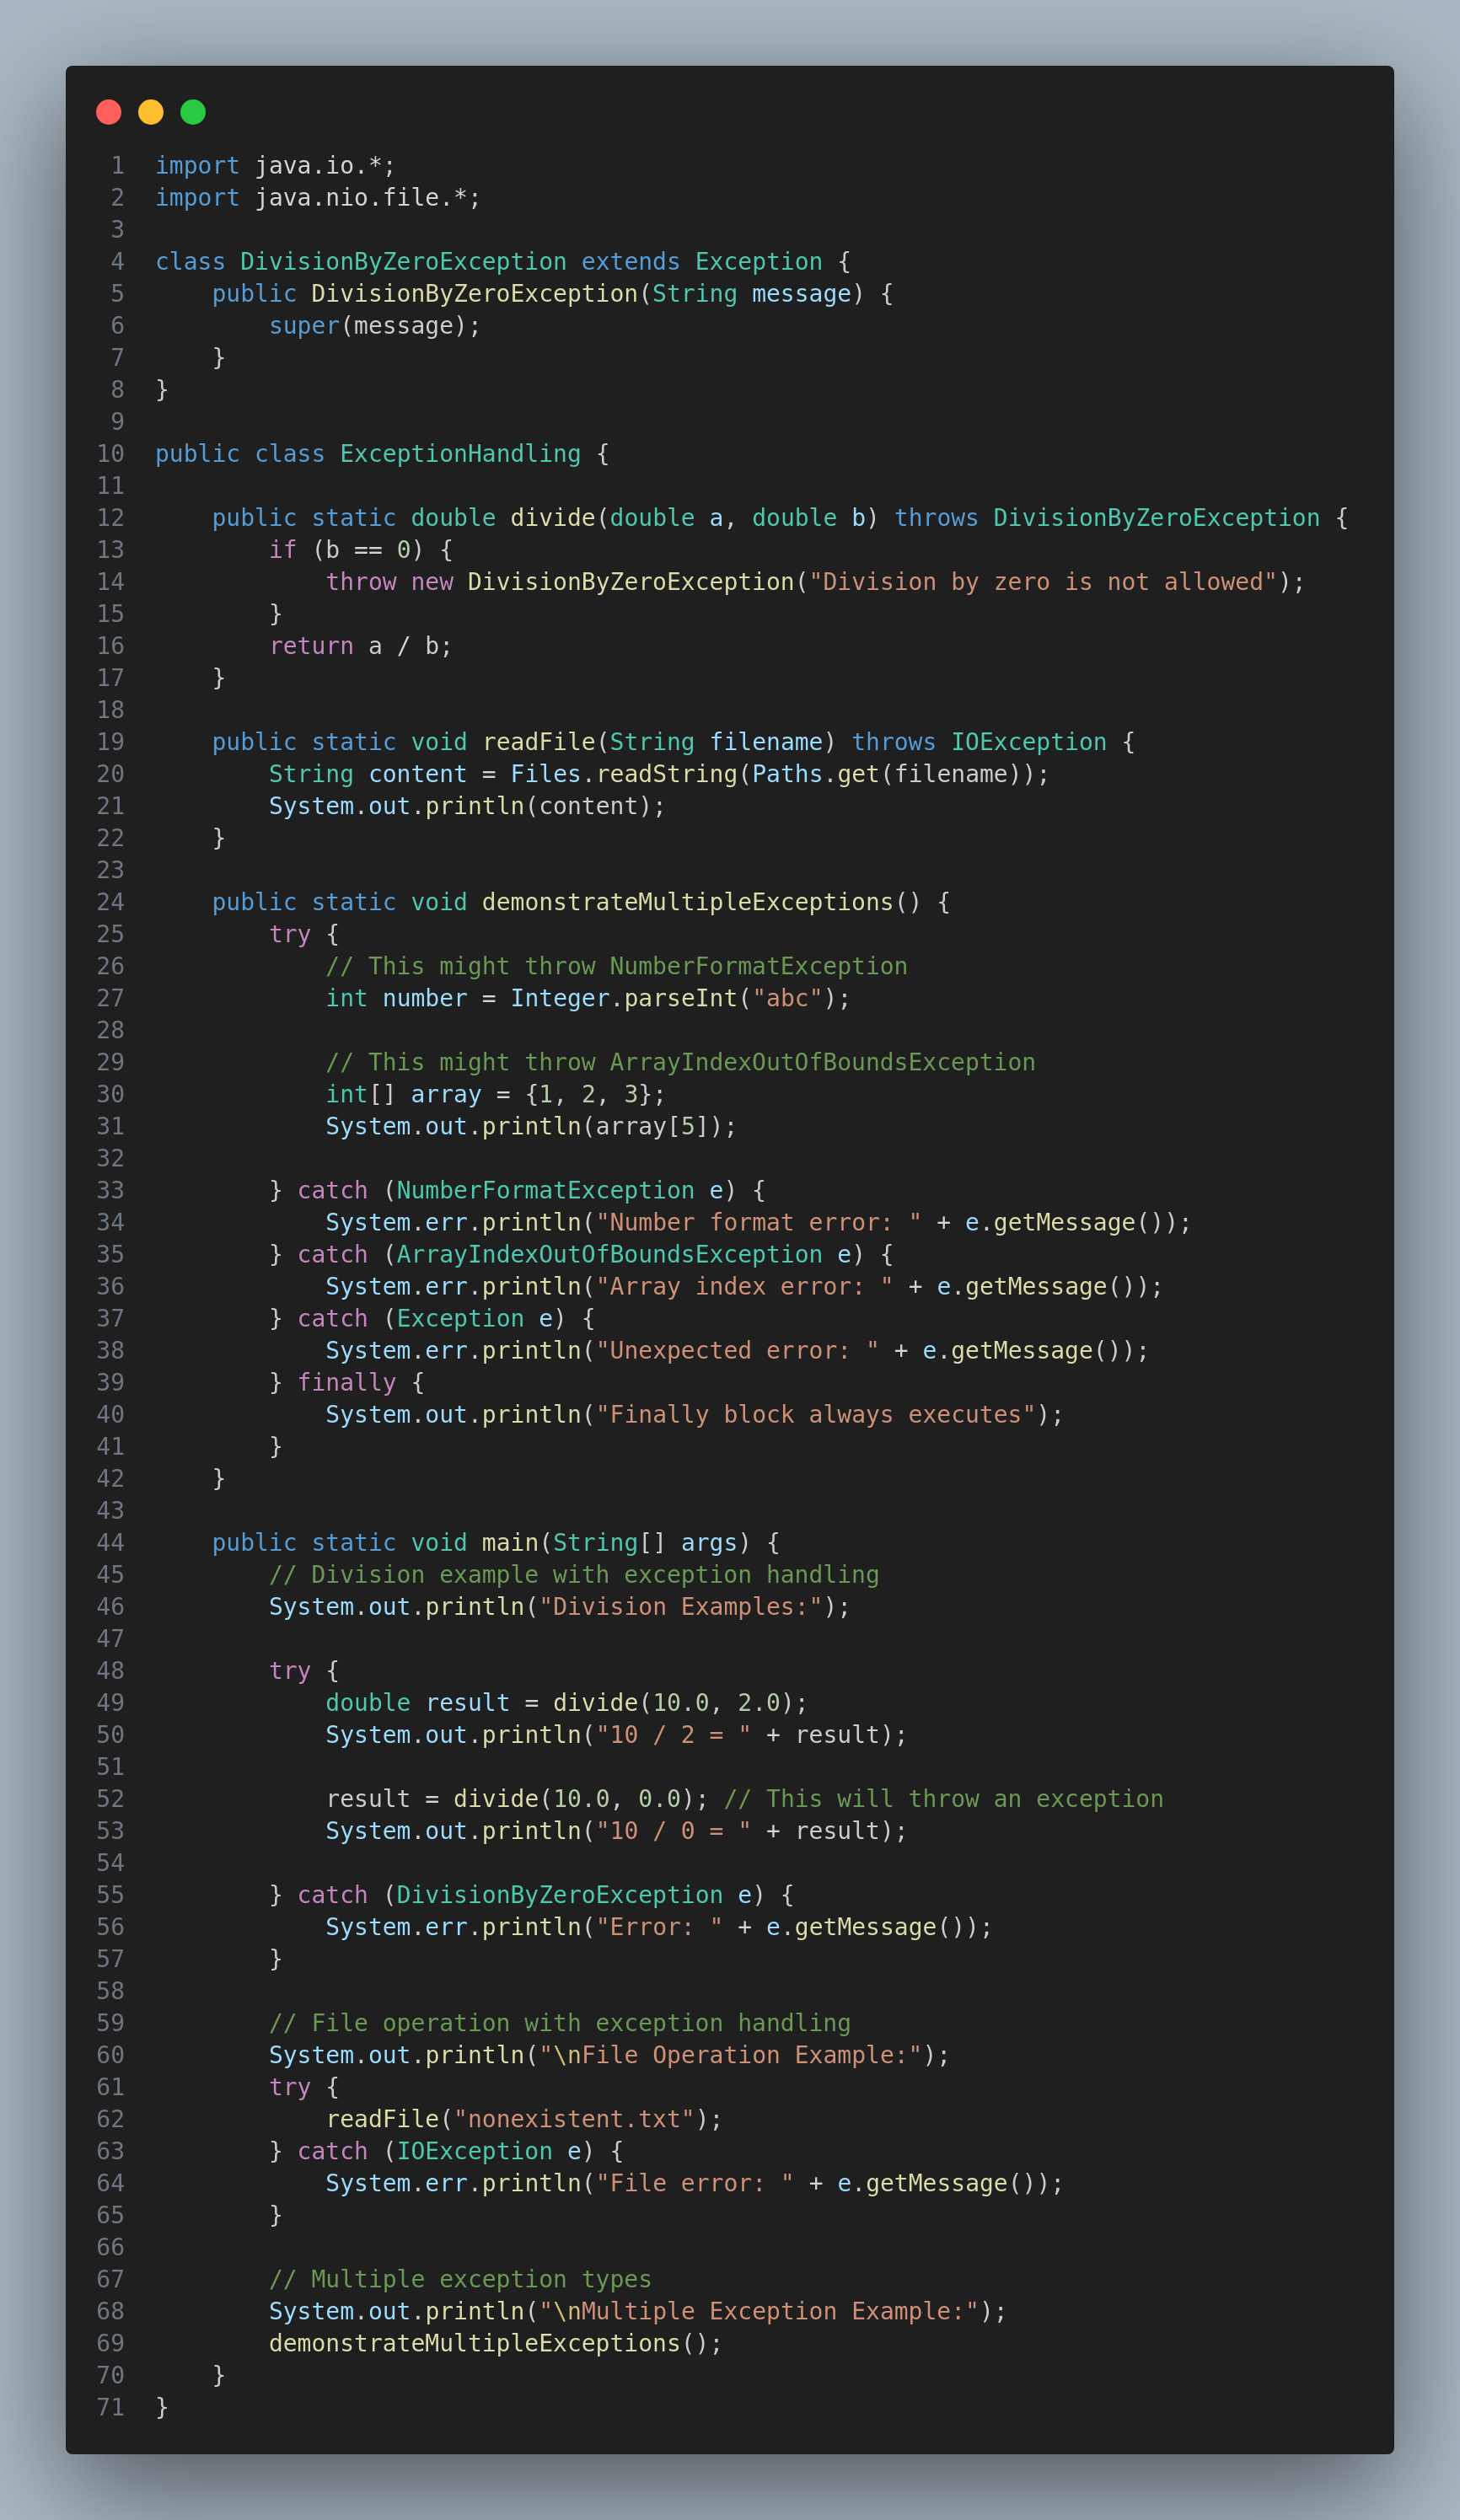 1 import java.io.*;
2 import java.nio.file.*;
3
4 class DivisionByZeroException extends Exception {
5     public DivisionByZeroException(String message) {
6         super(message);
7     }
8 }
9
10 public class ExceptionHandling {
11
12     public static double divide(double a, double b) throws DivisionByZeroException {
13         if (b == 0) {
14             throw new DivisionByZeroException("Division by zero is not allowed");
15         }
16         return a / b;
17     }
18
19     public static void readFile(String filename) throws IOException {
20         String content = Files.readString(Paths.get(filename));
21         System.out.println(content);
22     }
23
24     public static void demonstrateMultipleExceptions() {
25         try {
26             // This might throw NumberFormatException
27             int number = Integer.parseInt("abc");
28
29             // This might throw ArrayIndexOutOfBoundsException
30             int[] array = {1, 2, 3};
31             System.out.println(array[5]);
32
33         } catch (NumberFormatException e) {
34             System.err.println("Number format error: " + e.getMessage());
35         } catch (ArrayIndexOutOfBoundsException e) {
36             System.err.println("Array index error: " + e.getMessage());
37         } catch (Exception e) {
38             System.err.println("Unexpected error: " + e.getMessage());
39         } finally {
40             System.out.println("Finally block always executes");
41         }
42     }
43
44     public static void main(String[] args) {
45         // Division example with exception handling
46         System.out.println("Division Examples:");
47
48         try {
49             double result = divide(10.0, 2.0);
50             System.out.println("10 / 2 = " + result);
51
52             result = divide(10.0, 0.0); // This will throw an exception
53             System.out.println("10 / 0 = " + result);
54
55         } catch (DivisionByZeroException e) {
56             System.err.println("Error: " + e.getMessage());
57         }
58
59         // File operation with exception handling
60         System.out.println("\nFile Operation Example:");
61         try {
62             readFile("nonexistent.txt");
63         } catch (IOException e) {
64             System.err.println("File error: " + e.getMessage());
65         }
66
67         // Multiple exception types
68         System.out.println("\nMultiple Exception Example:");
69         demonstrateMultipleExceptions();
70     }
71 }